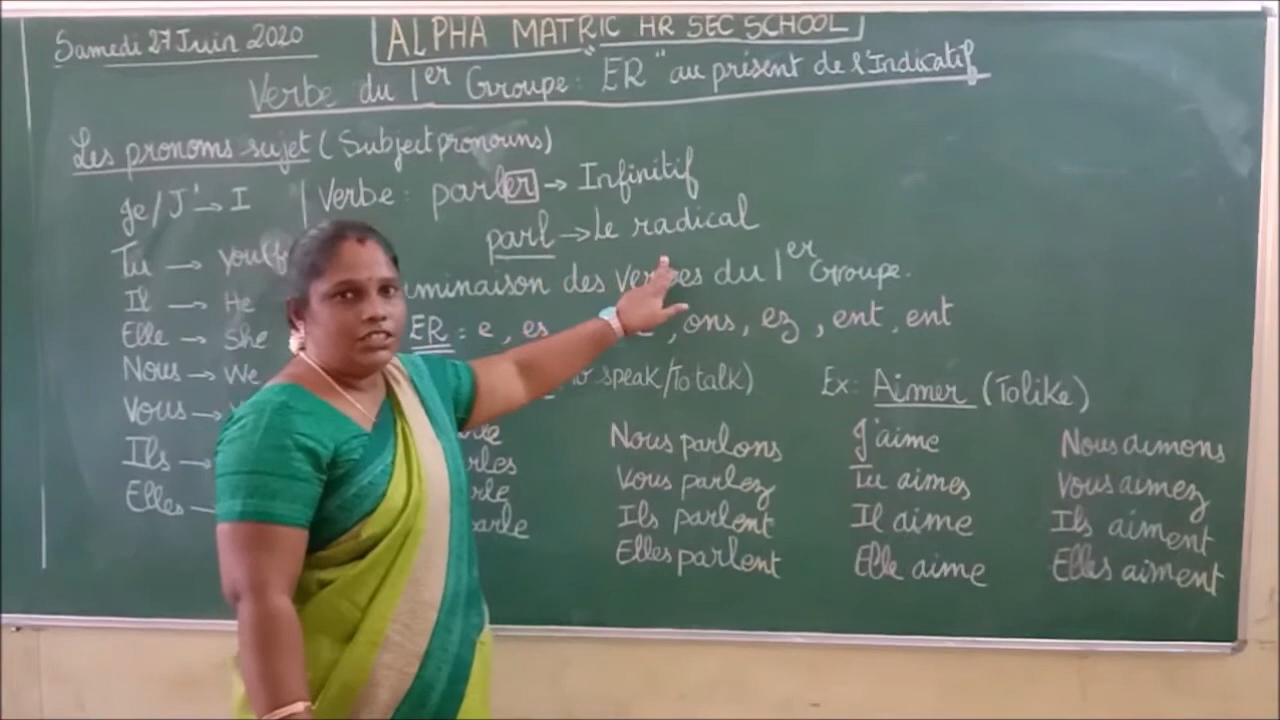 Samedi 27 Juin 2020
ALPHA MATRIC HR SEC SCHOOL
Verbe du 1er Groupe: "ER" au présent de l'Indicatif
Les pronoms sujet (Subject pronouns)
Je/J' → I
Tu → you
Il → He
Elle → She
Nous → We
Vous →
Ils →
Elles →
Verbe: parler → Infinitif
parl → Le radical
des verbes du 1er Groupe.
ER: e, es, e, ons, ez, ent, ent
speak/To talk)
Nous parlons
Vous parlez
Ils parlent
Elles parlent
Ex: Aimer (To like)
J'aime
Tu aimes
Il aime
Elle aime
Nous aimons
Vous aimez
Ils aiment
Elles aiment